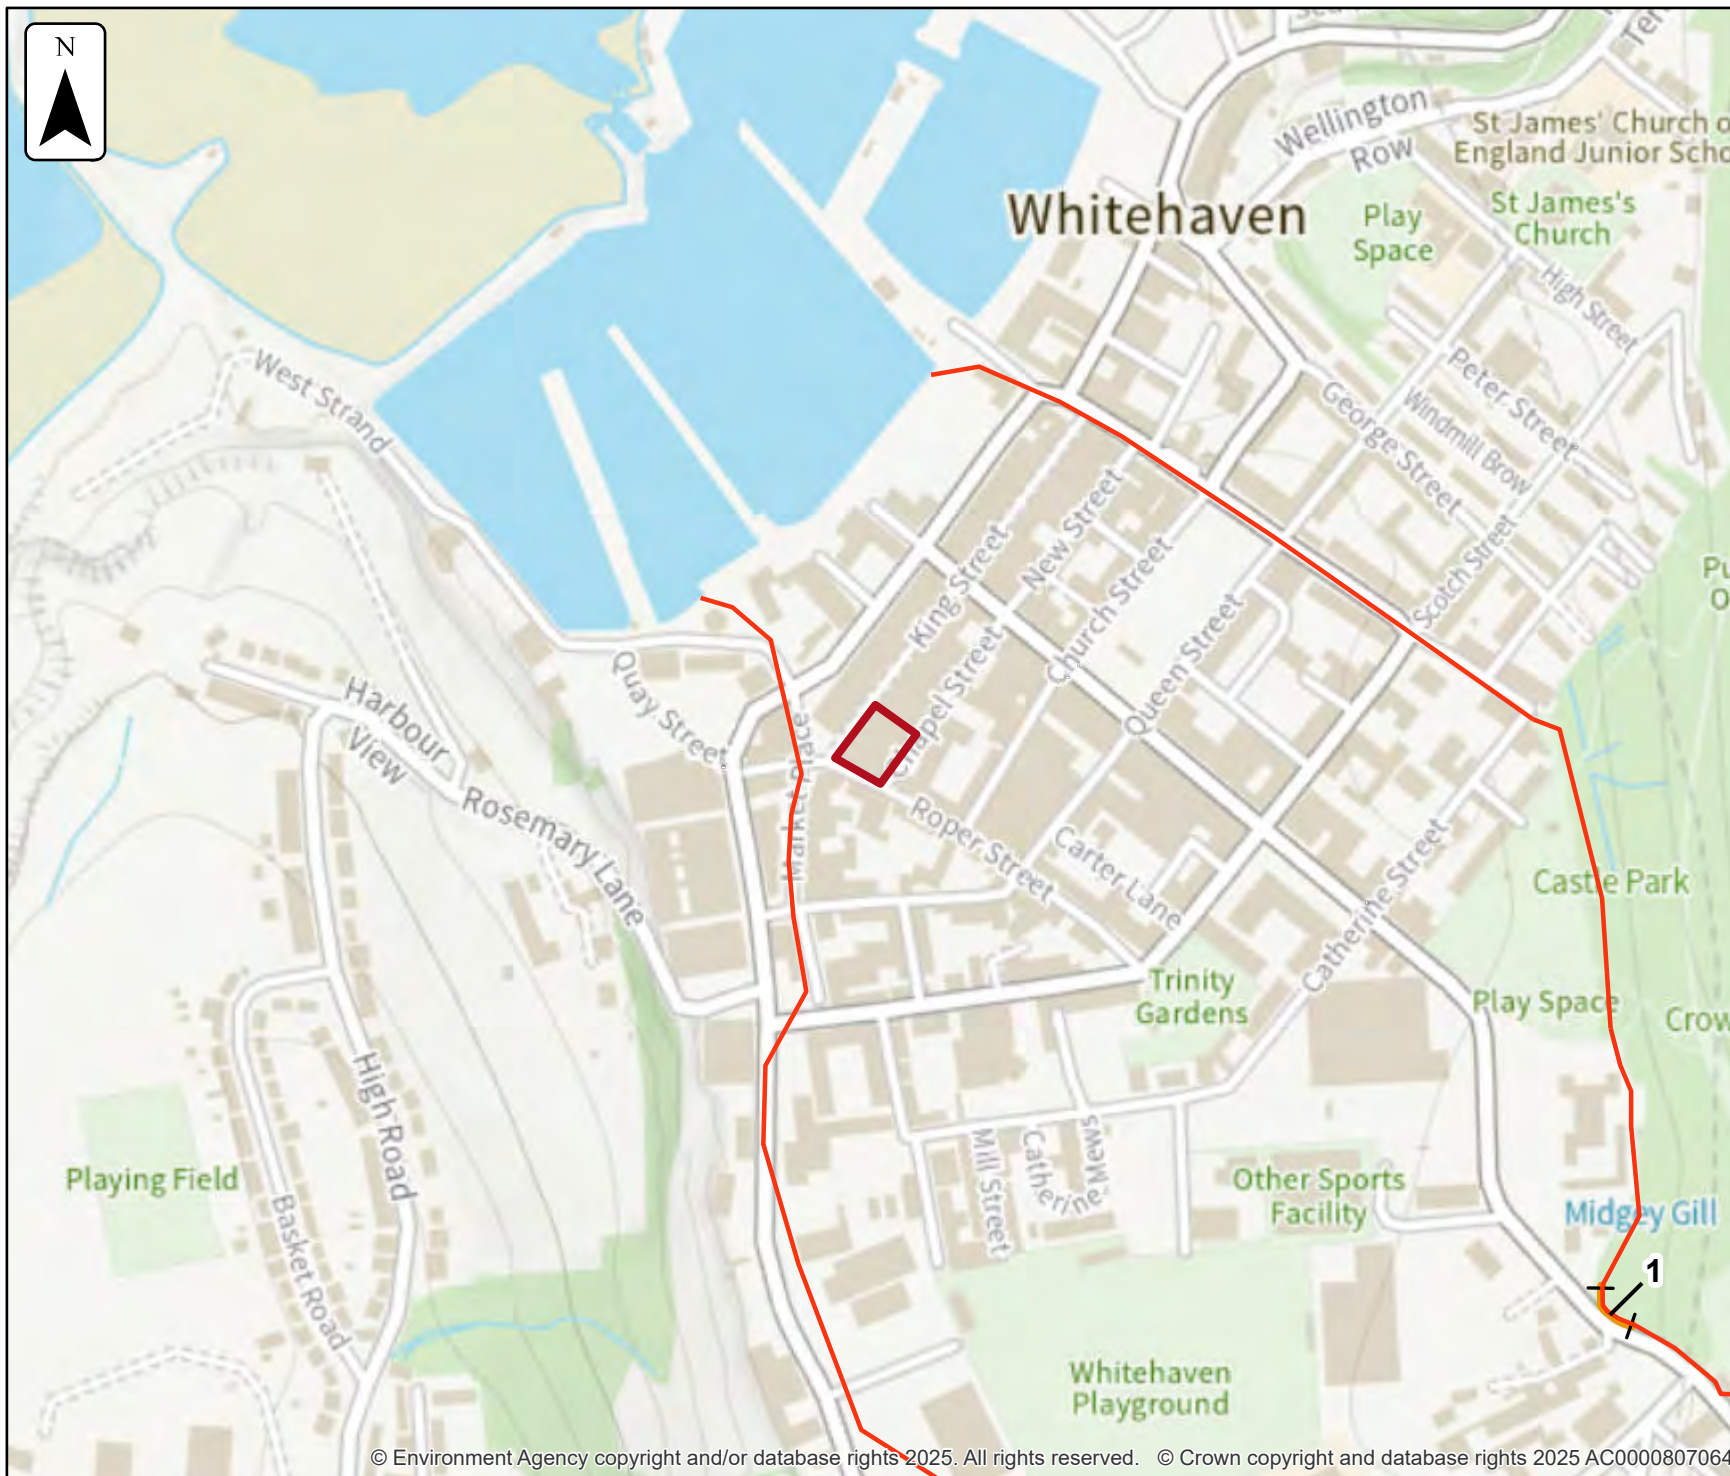 N
Wellington
Row
St James' Church o
England Junior Scho
Whitehaven
Play
Space
St James's
Church
High Street
West Strand
Peter Street
George Street
Windmill Brow
King Street
New Street
Church Street
Scotch Street
Pu
O
Queen Street
Chapel Street
Quay Street
Harbour
View
Market Place
Rosemary Lane
Roper Street
Carter Lane
Catherine Street
Castle Park
Trinity
Gardens
Play Space
Crow
High Road
Playing Field
Basket Road
Mill Street
Catherine
Mews
Other Sports
Facility
Midgey Gill
1
Whitehaven
Playground
© Environment Agency copyright and/or database rights 2025. All rights reserved. © Crown copyright and database rights 2025 AC000080706